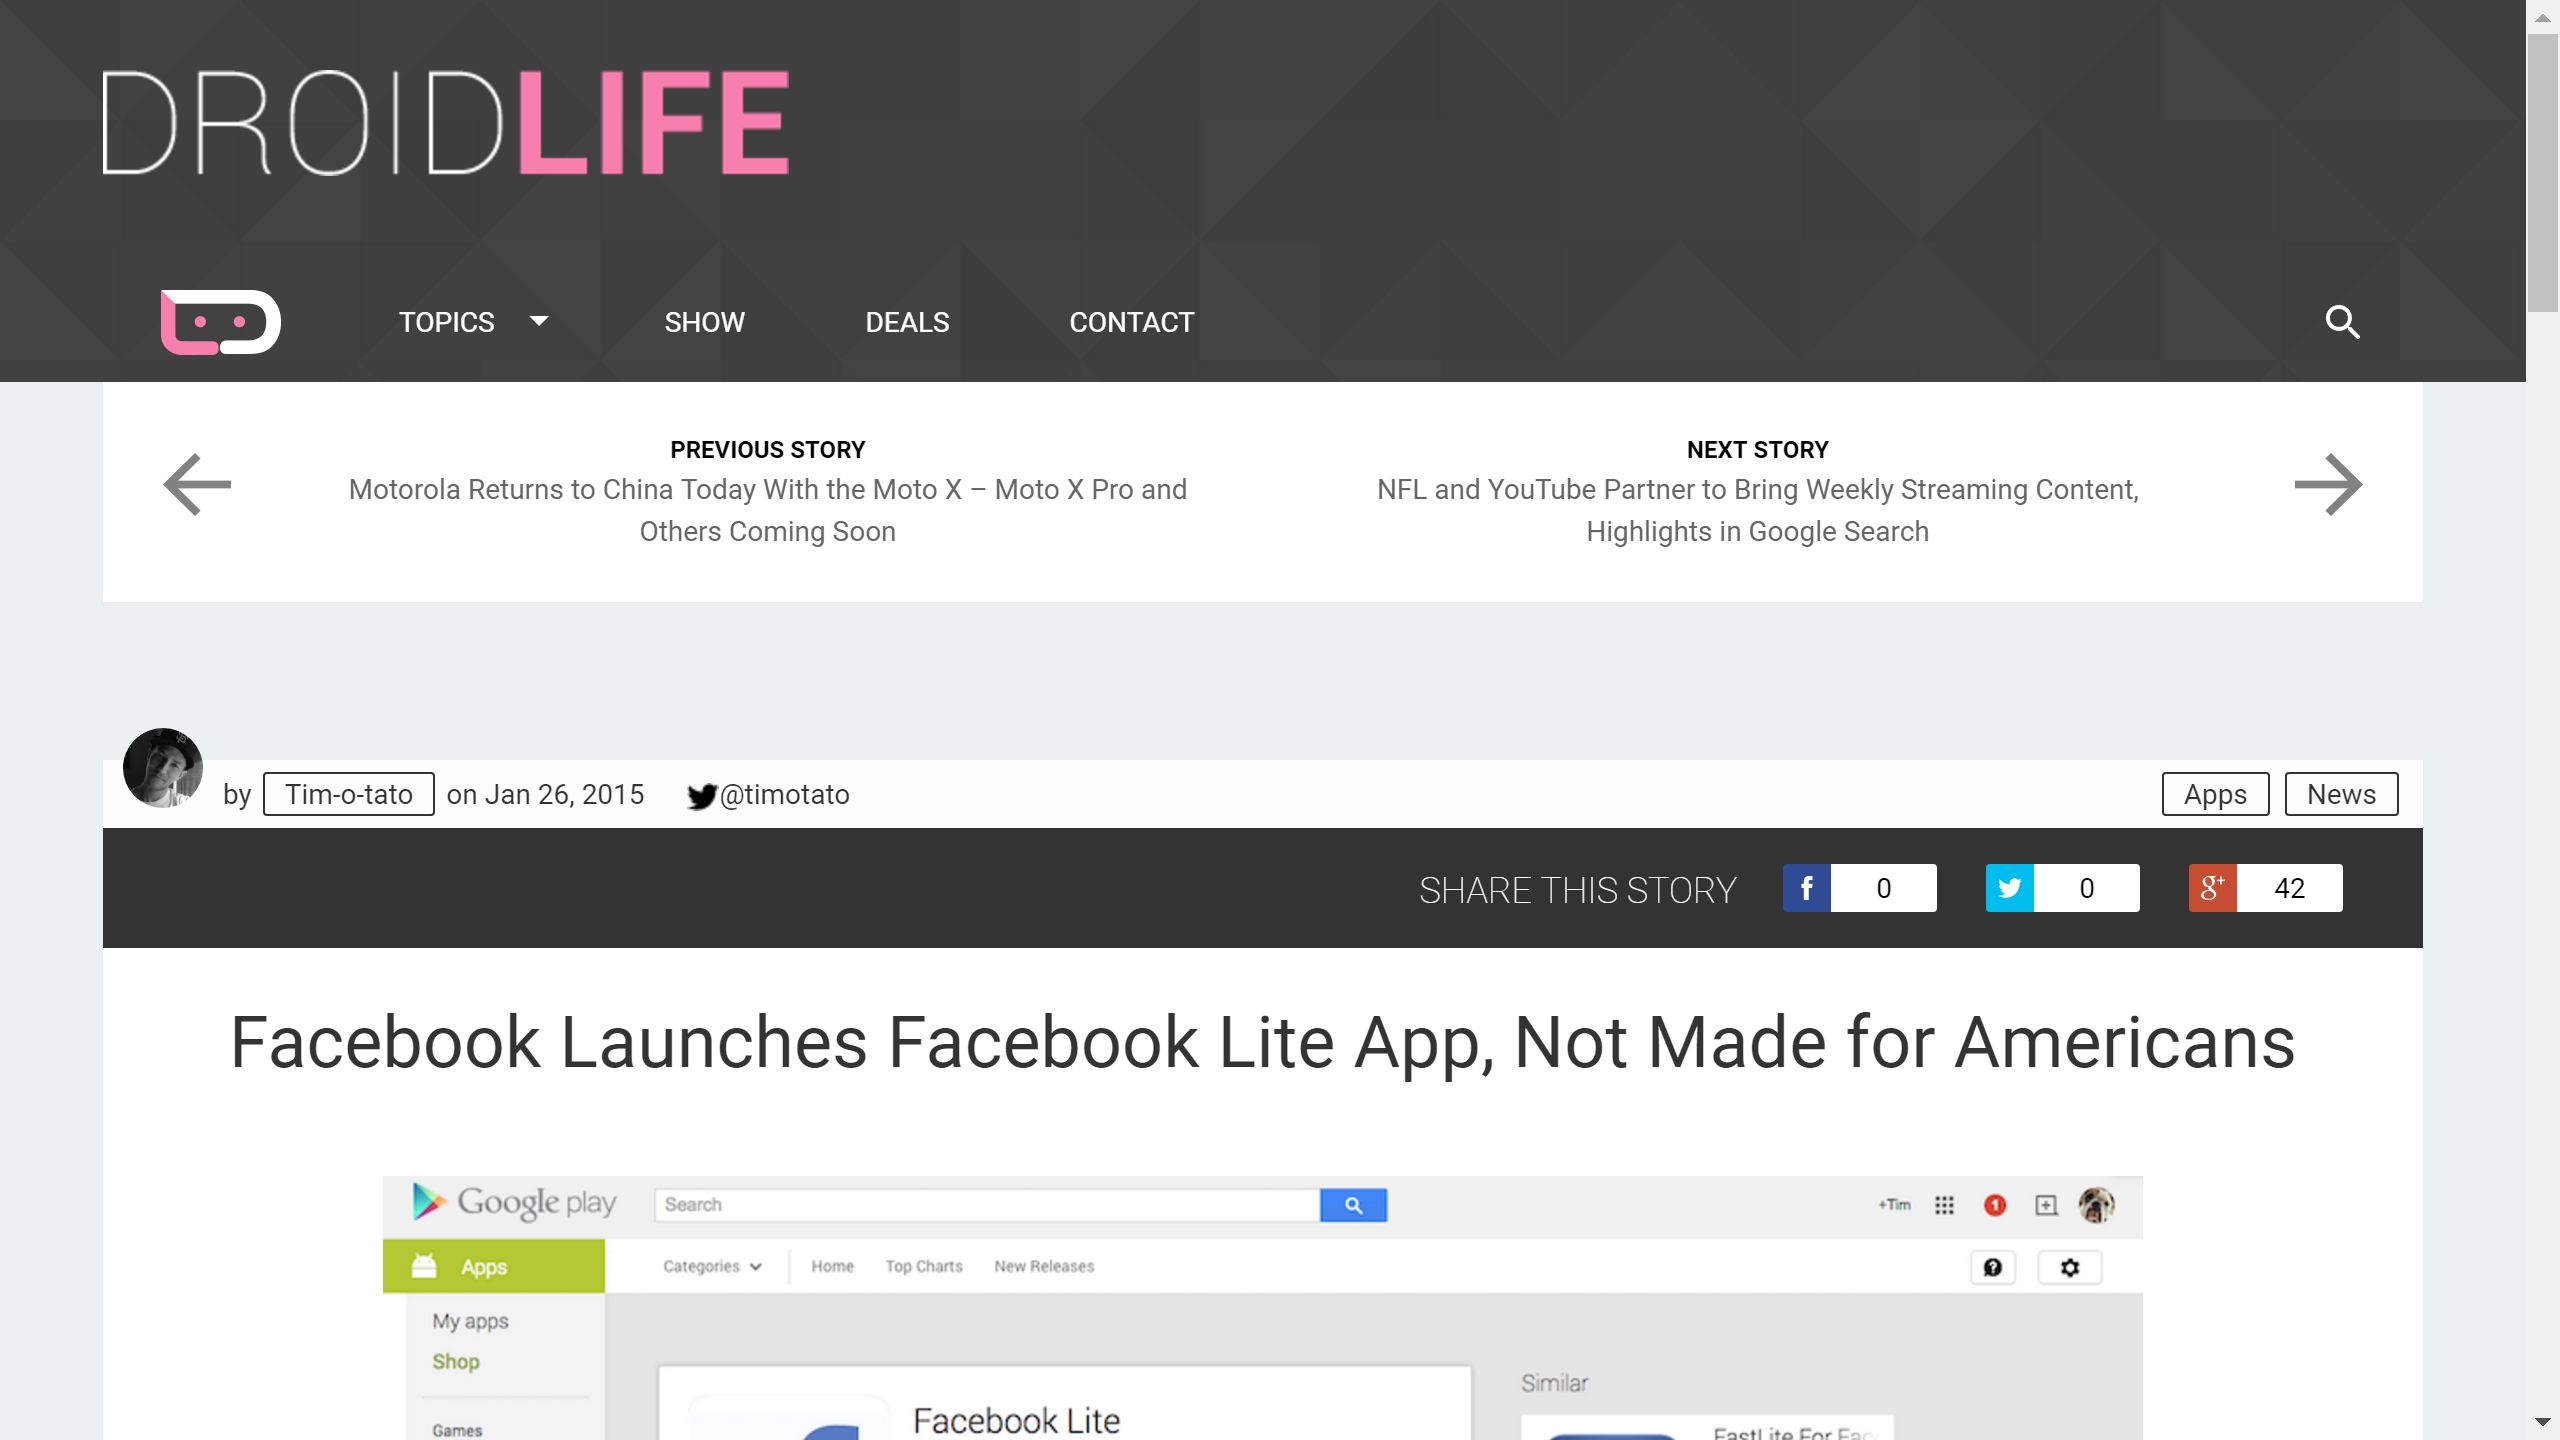 DROIDLIFE
TOPICS SHOW DEALS CONTACT
PREVIOUS STORY
Motorola Returns to China Today With the Moto X – Moto X Pro and
Others Coming Soon
NEXT STORY
NFL and YouTube Partner to Bring Weekly Streaming Content,
Highlights in Google Search
by Tim-o-tato on Jan 26, 2015 @timotato Apps News
SHARE THIS STORY f 0 0 g+ 42
Facebook Launches Facebook Lite App, Not Made for Americans
Google play Search +Tim 1
Apps Categories Home Top Charts New Releases
My apps
Shop
Similar
Games
Facebook Lite
FastLite For Fac